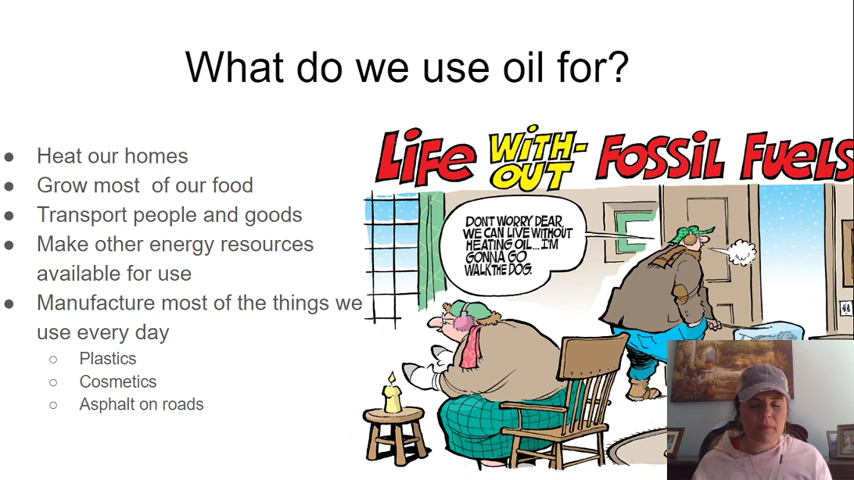 What do we use oil for?
● Heat our homes
● Grow most of our food
● Transport people and goods
● Make other energy resources
available for use
● Manufacture most of the things we
use every day
○ Plastics
○ Cosmetics
○ Asphalt on roads
LIFE WITH-
OUT FOSSIL FUELS
DONT WORRY DEAR,
WE CAN LIVE WITHOUT
HEATING OIL...I'M
GONNA GO
WALK THE DOG.